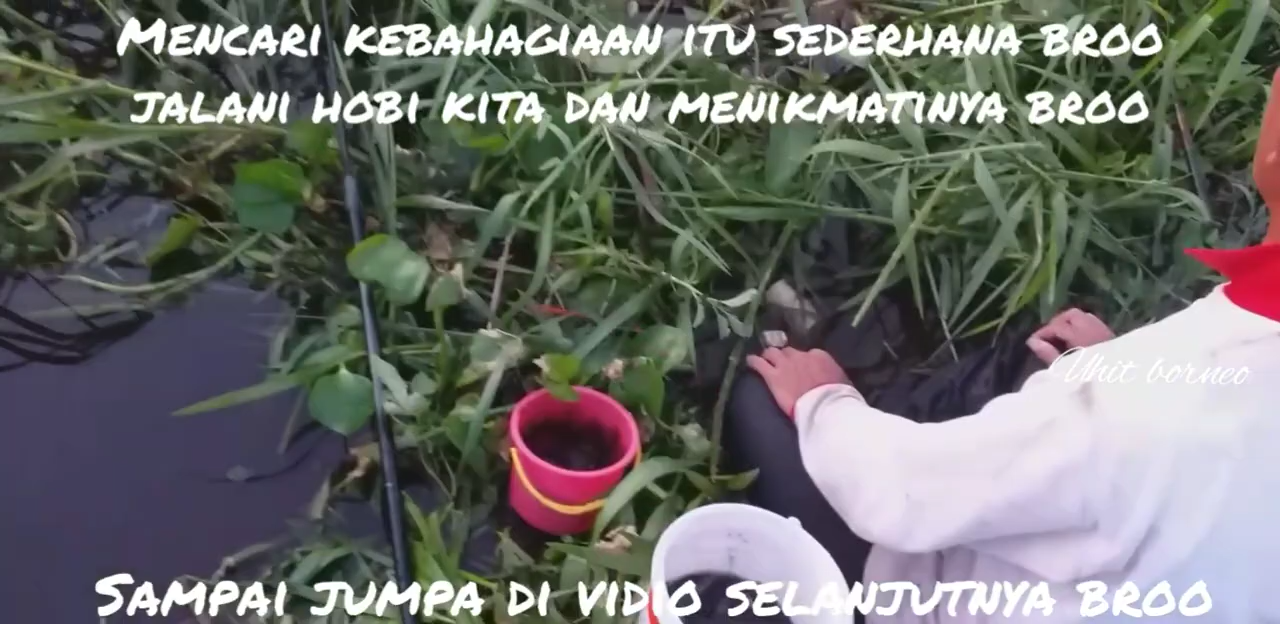 Mencari kebahagiaan itu sederhana broo
jalani hobi kita dan menikmatinya broo
Uhit borneo
Sampai jumpa di vidio selanjutnya broo